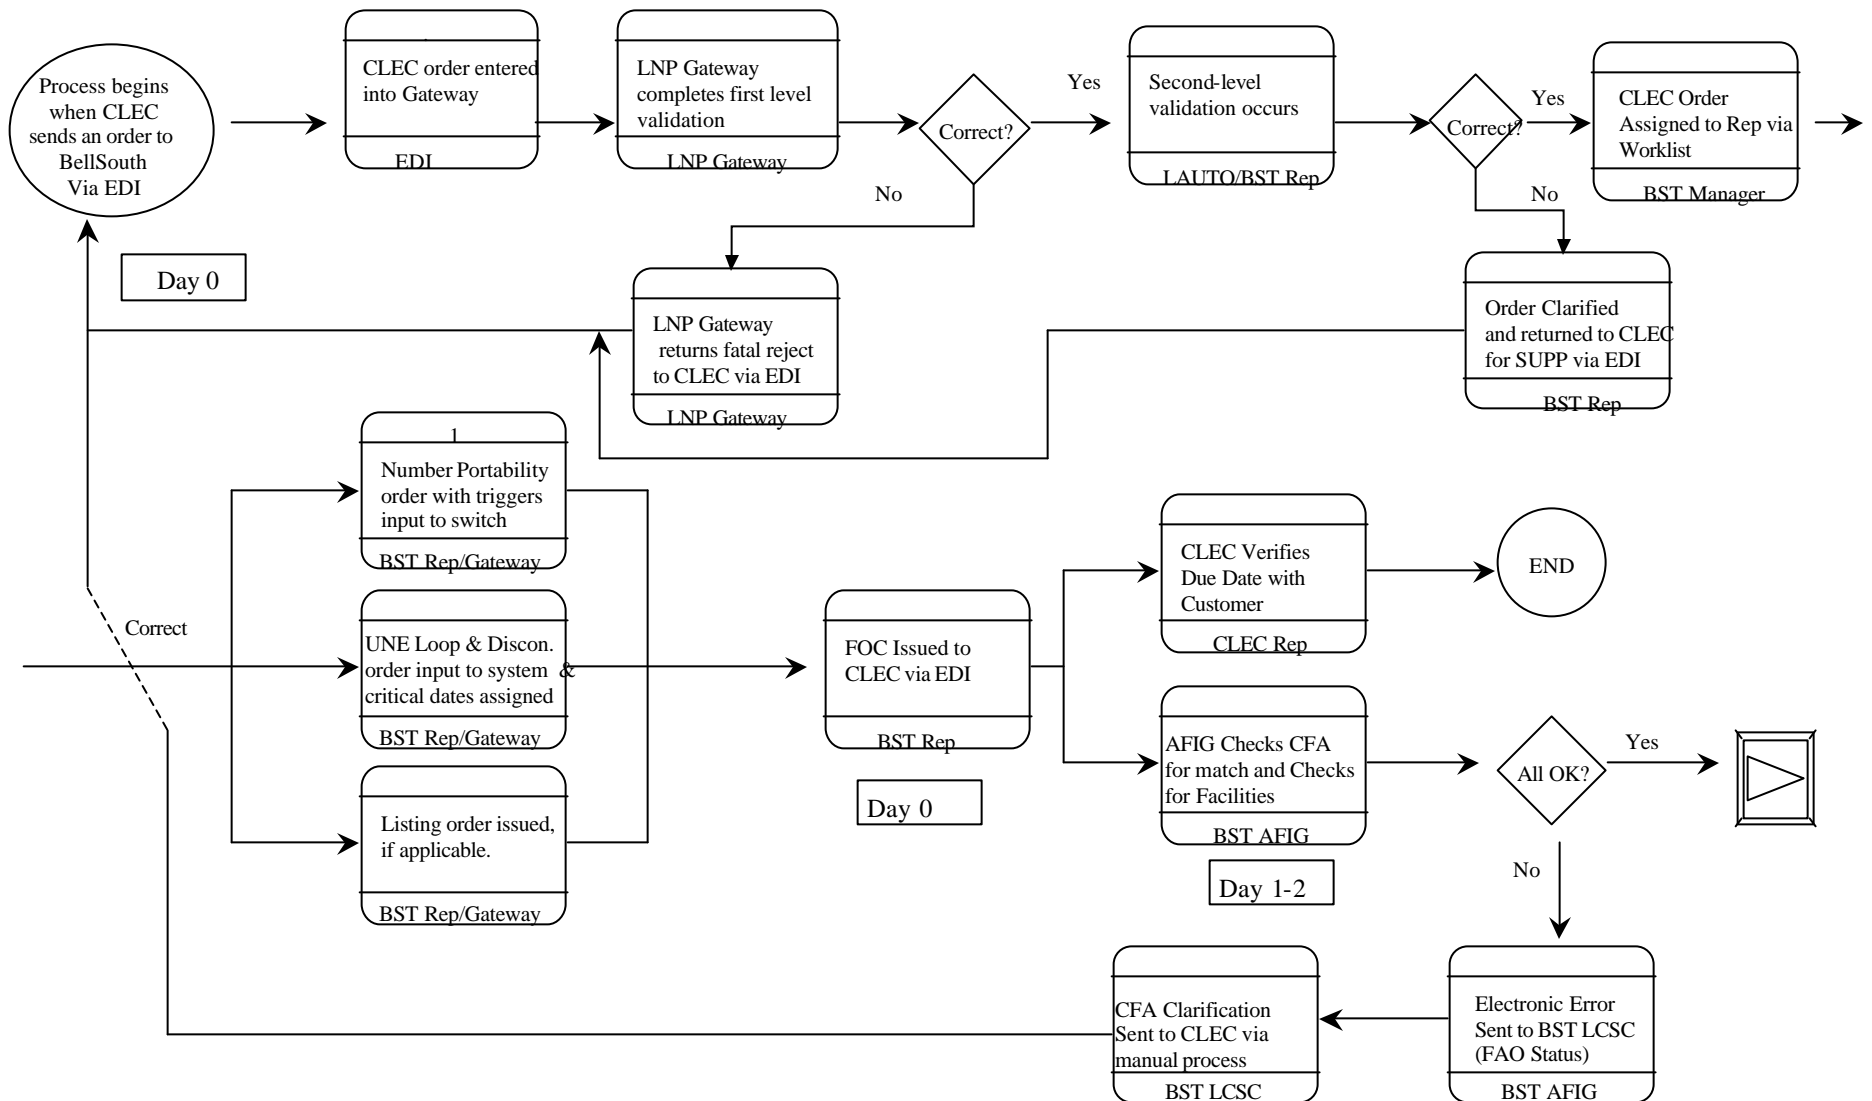 Process begins
when CLEC
sends an order to
BellSouth
Via EDI
CLEC order entered
into Gateway
EDI
LNP Gateway
completes first level
validation
LNP Gateway
Correct?
Yes
No
Second-level
validation occurs
LAUTO/BST Rep
Correct?
Yes
No
CLEC Order
Assigned to Rep via
Worklist
BST Manager
Day 0
LNP Gateway
returns fatal reject
to CLEC via EDI
LNP Gateway
Order Clarified
and returned to CLEC
for SUPP via EDI
BST Rep
1
Number Portability
order with triggers
input to switch
BST Rep/Gateway
Correct
UNE Loop & Discon.
order input to system &
critical dates assigned
BST Rep/Gateway
Listing order issued,
if applicable.
BST Rep/Gateway
FOC Issued to
CLEC via EDI
BST Rep
Day 0
CLEC Verifies
Due Date with
Customer
CLEC Rep
END
AFIG Checks CFA
for match and Checks
for Facilities
BST AFIG
Day 1-2
All OK?
Yes
No
CFA Clarification
Sent to CLEC via
manual process
BST LCSC
Electronic Error
Sent to BST LCSC
(FAO Status)
BST AFIG